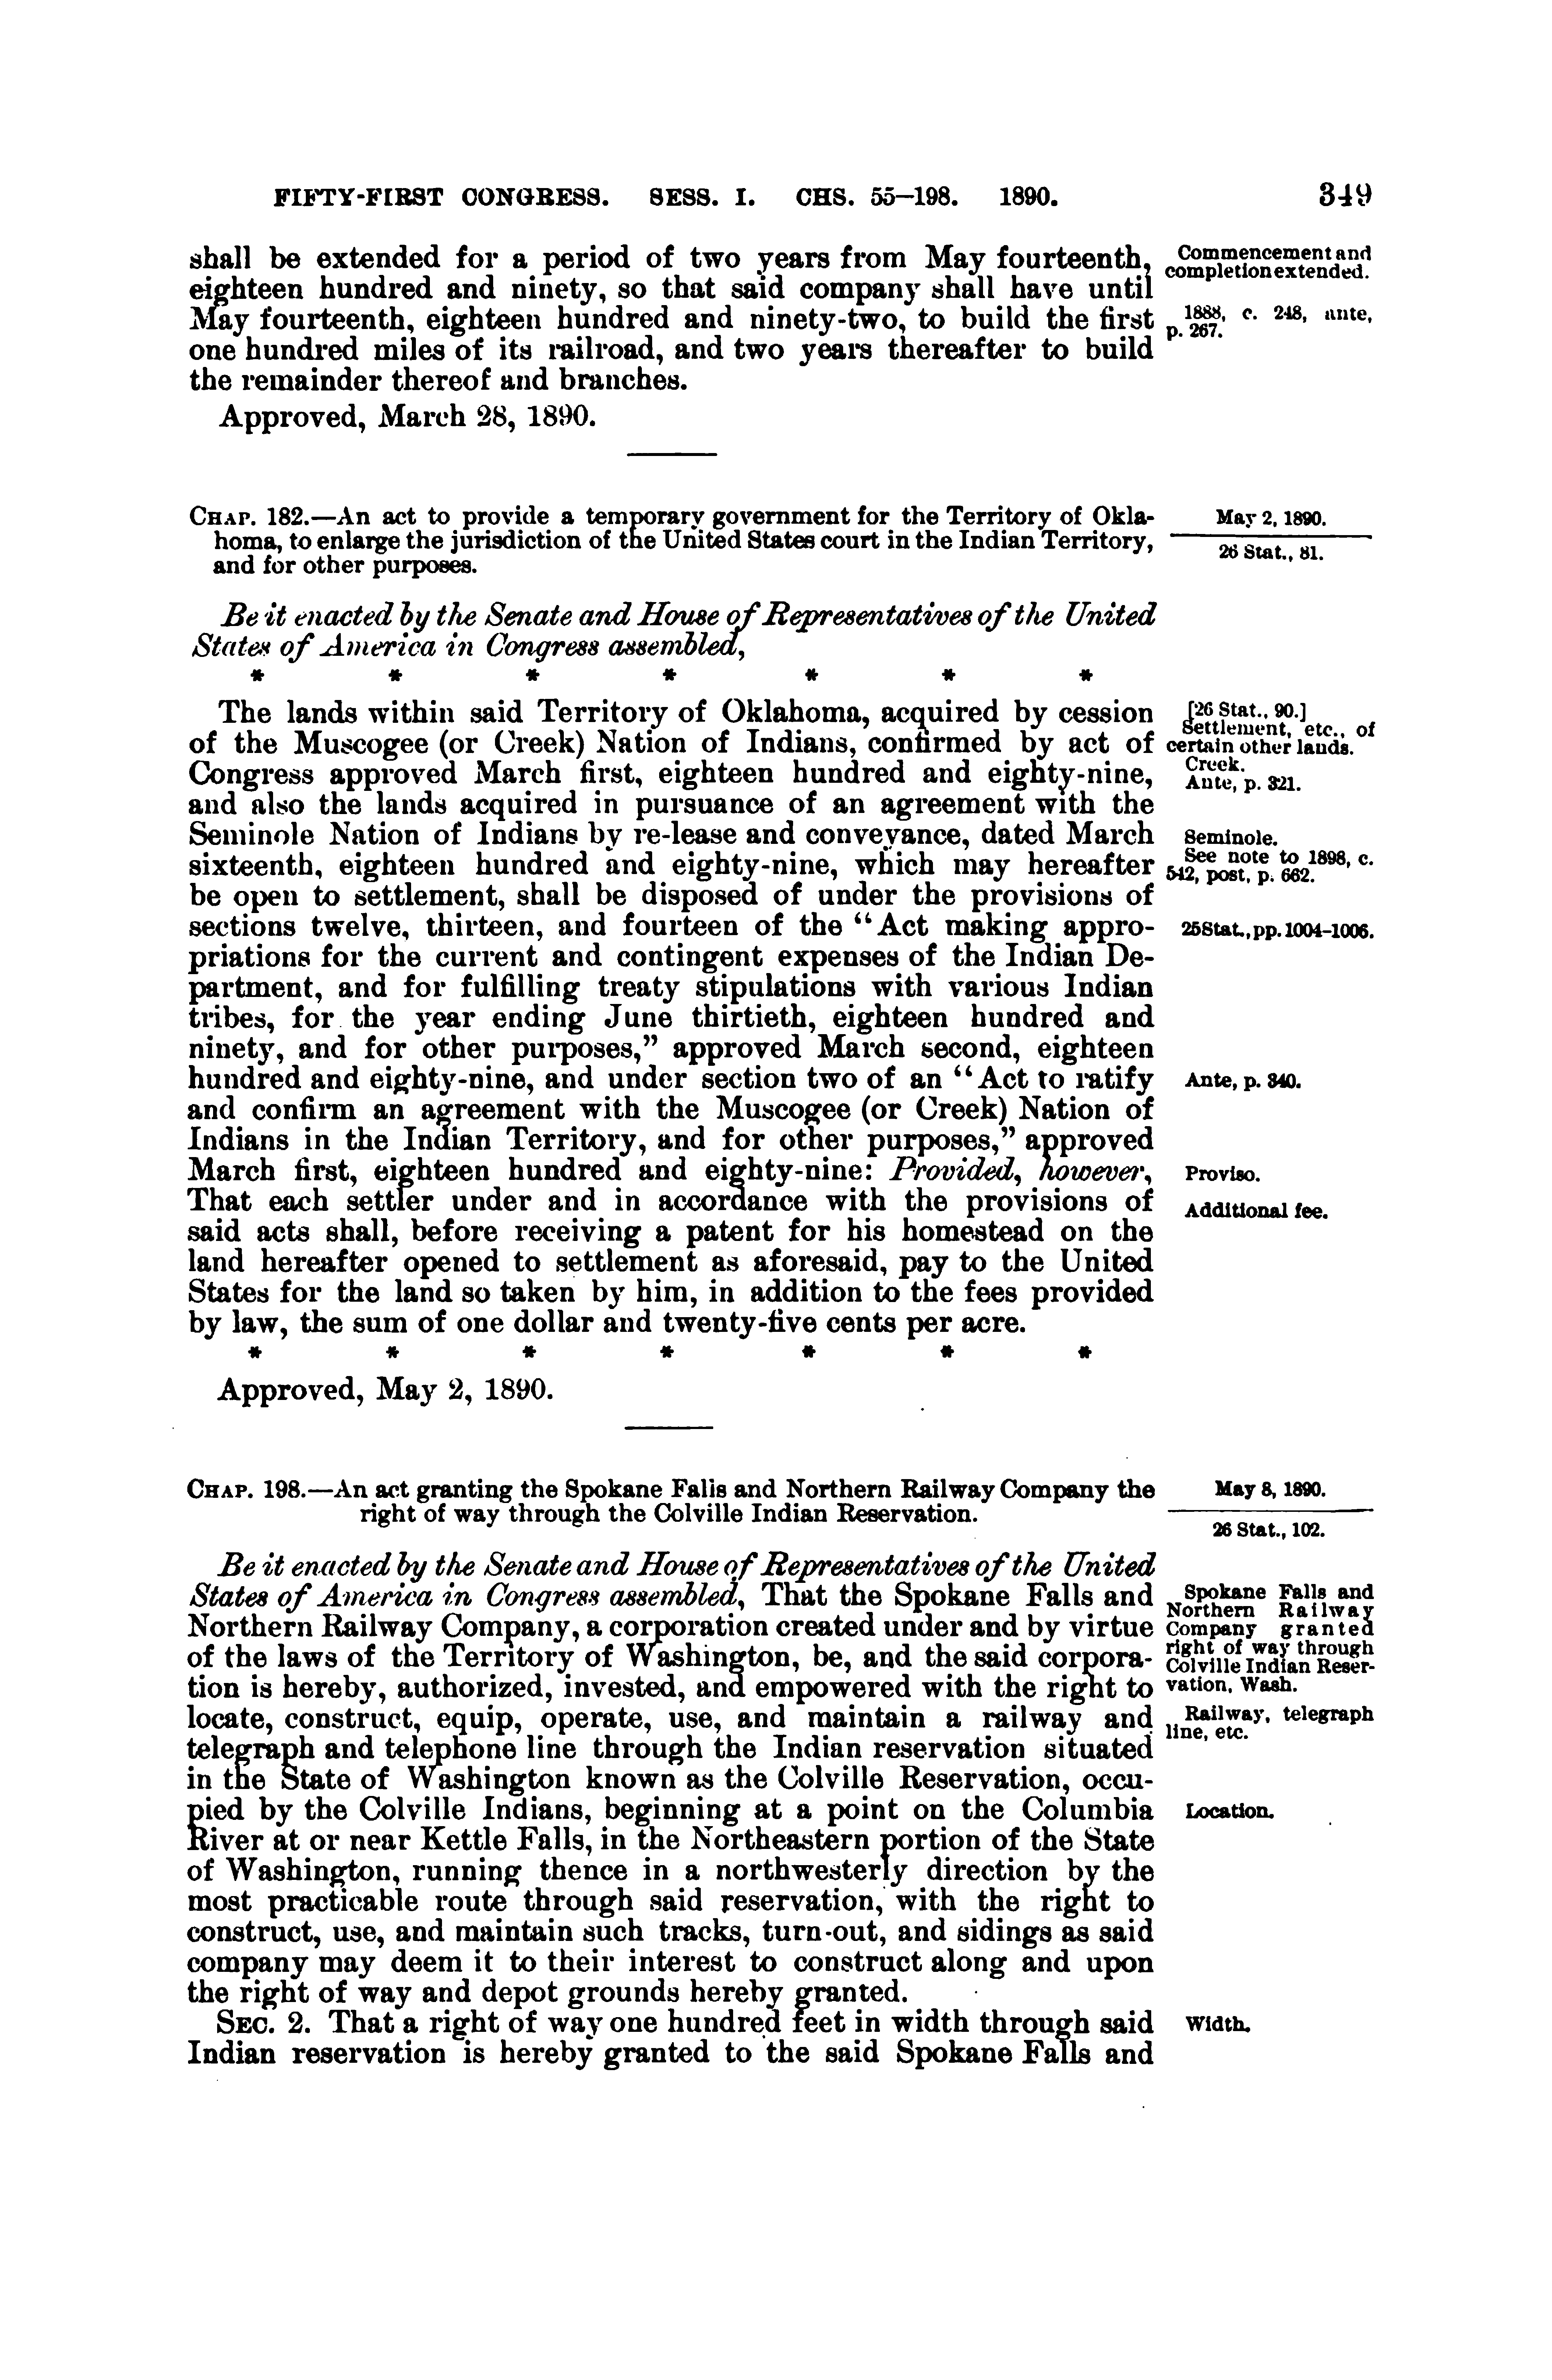 FIFTY-FIRST CONGRESS. SESS. I. CHS. 55–198. 1890. 349
shall be extended for a period of two years from May fourteenth,
eighteen hundred and ninety, so that said company shall have until
May fourteenth, eighteen hundred and ninety-two, to build the first
one hundred miles of its railroad, and two years thereafter to build
the remainder thereof and branches.
Approved, March 28, 1890.
Commencement and
completion extended.
1888, c. 248, ante,
p. 267.
CHAP. 182.—An act to provide a temporary government for the Territory of Okla-
homa, to enlarge the jurisdiction of the United States court in the Indian Territory,
and for other purposes.
May 2, 1890.
26 Stat., 81.
Be it enacted by the Senate and House of Representatives of the United
States of America in Congress assembled,
* * * * * * *
The lands within said Territory of Oklahoma, acquired by cession
of the Muscogee (or Creek) Nation of Indians, confirmed by act of
Congress approved March first, eighteen hundred and eighty-nine,
and also the lands acquired in pursuance of an agreement with the
Seminole Nation of Indians by re-lease and conveyance, dated March
sixteenth, eighteen hundred and eighty-nine, which may hereafter
be open to settlement, shall be disposed of under the provisions of
sections twelve, thirteen, and fourteen of the “Act making appro-
priations for the current and contingent expenses of the Indian De-
partment, and for fulfilling treaty stipulations with various Indian
tribes, for the year ending June thirtieth, eighteen hundred and
ninety, and for other purposes,” approved March second, eighteen
hundred and eighty-nine, and under section two of an “Act to ratify
and confirm an agreement with the Muscogee (or Creek) Nation of
Indians in the Indian Territory, and for other purposes,” approved
March first, eighteen hundred and eighty-nine: Provided, however,
That each settler under and in accordance with the provisions of
said acts shall, before receiving a patent for his homestead on the
land hereafter opened to settlement as aforesaid, pay to the United
States for the land so taken by him, in addition to the fees provided
by law, the sum of one dollar and twenty-five cents per acre.
* * * * * * *
Approved, May 2, 1890.
[26 Stat., 90.]
Settlement, etc., of
certain other lands.
Creek.
Ante, p. 321.
Seminole.
See note to 1898, c.
542, post, p. 662.
25 Stat., pp. 1004–1006.
Ante, p. 340.
Proviso.
Additional fee.
CHAP. 198.—An act granting the Spokane Falls and Northern Railway Company the
right of way through the Colville Indian Reservation.
May 8, 1890.
26 Stat., 102.
Be it enacted by the Senate and House of Representatives of the United
States of America in Congress assembled, That the Spokane Falls and
Northern Railway Company, a corporation created under and by virtue
of the laws of the Territory of Washington, be, and the said corpora-
tion is hereby, authorized, invested, and empowered with the right to
locate, construct, equip, operate, use, and maintain a railway and
telegraph and telephone line through the Indian reservation situated
in the State of Washington known as the Colville Reservation, occu-
pied by the Colville Indians, beginning at a point on the Columbia
River at or near Kettle Falls, in the Northeastern portion of the State
of Washington, running thence in a northwesterly direction by the
most practicable route through said reservation, with the right to
construct, use, and maintain such tracks, turn-out, and sidings as said
company may deem it to their interest to construct along and upon
the right of way and depot grounds hereby granted.
SEC. 2. That a right of way one hundred feet in width through said
Indian reservation is hereby granted to the said Spokane Falls and
Spokane Falls and
Northern Railway
Company granted
right of way through
Colville Indian Reser-
vation, Wash.
Railway, telegraph
line, etc.
Location.
Width.